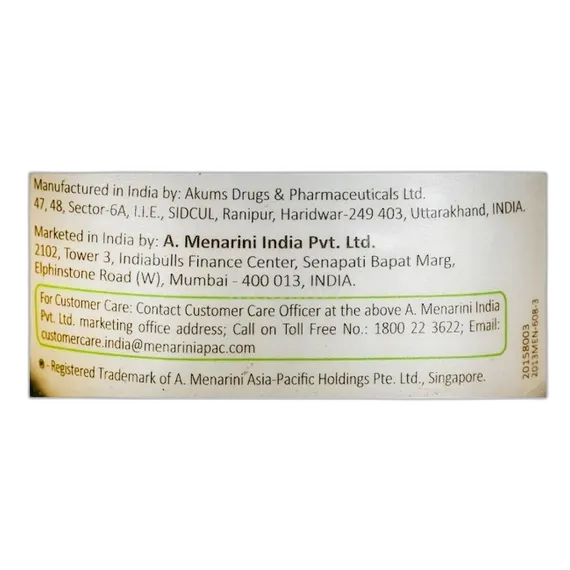 Manufactured in India by: Akums Drugs & Pharmaceuticals Ltd.
47, 48, Sector-6A, I.I.E., SIDCUL, Ranipur, Haridwar-249 403, Uttarakhand, INDIA.
Marketed in India by: A. Menarini India Pvt. Ltd.
2102, Tower 3, Indiabulls Finance Center, Senapati Bapat Marg,
Elphinstone Road (W), Mumbai - 400 013, INDIA.
For Customer Care: Contact Customer Care Officer at the above A. Menarini India
Pvt. Ltd. marketing office address; Call on Toll Free No.: 1800 22 3622; Email:
customercare.india@menariniapac.com
® - Registered Trademark of A. Menarini Asia-Pacific Holdings Pte. Ltd., Singapore.
20158003
2013MEN-608-3